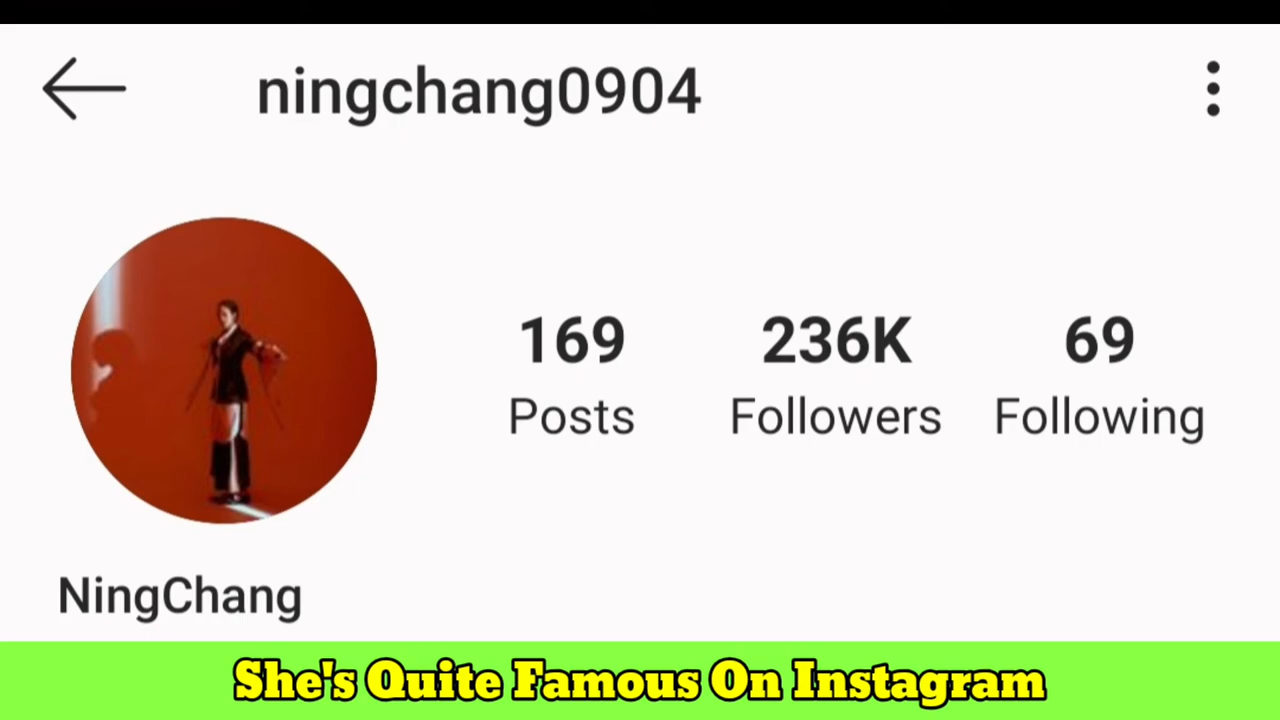 ningchang0904
169 236K 69
Posts Followers Following
NingChang
She's Quite Famous On Instagram